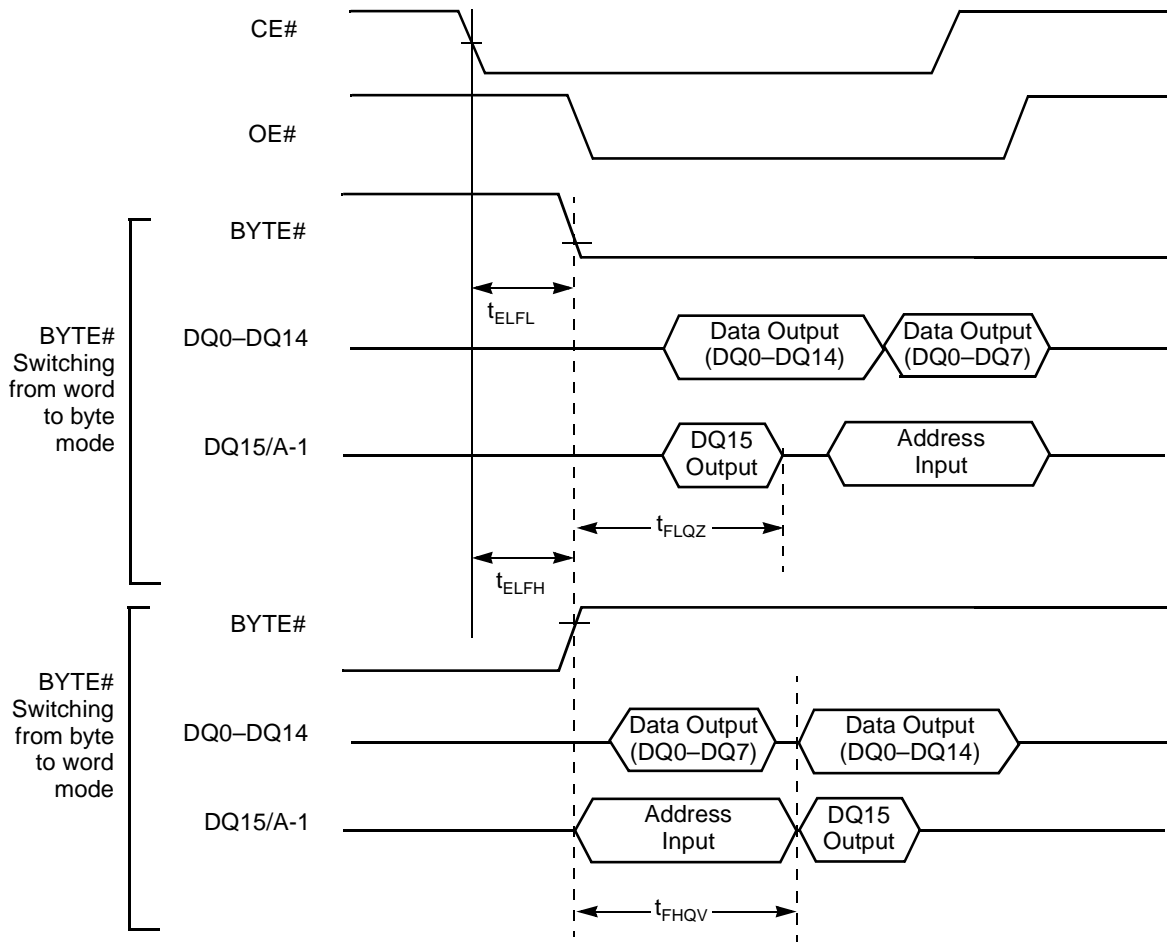 CE#
OE#
BYTE#
tELFL
BYTE#
Switching
from word
to byte
mode
DQ0–DQ14
Data Output
(DQ0–DQ14)
Data Output
(DQ0–DQ7)
DQ15/A-1
DQ15
Output
Address
Input
tFLQZ
tELFH
BYTE#
BYTE#
Switching
from byte
to word
mode
DQ0–DQ14
Data Output
(DQ0–DQ7)
Data Output
(DQ0–DQ14)
DQ15/A-1
Address
Input
DQ15
Output
tFHQV